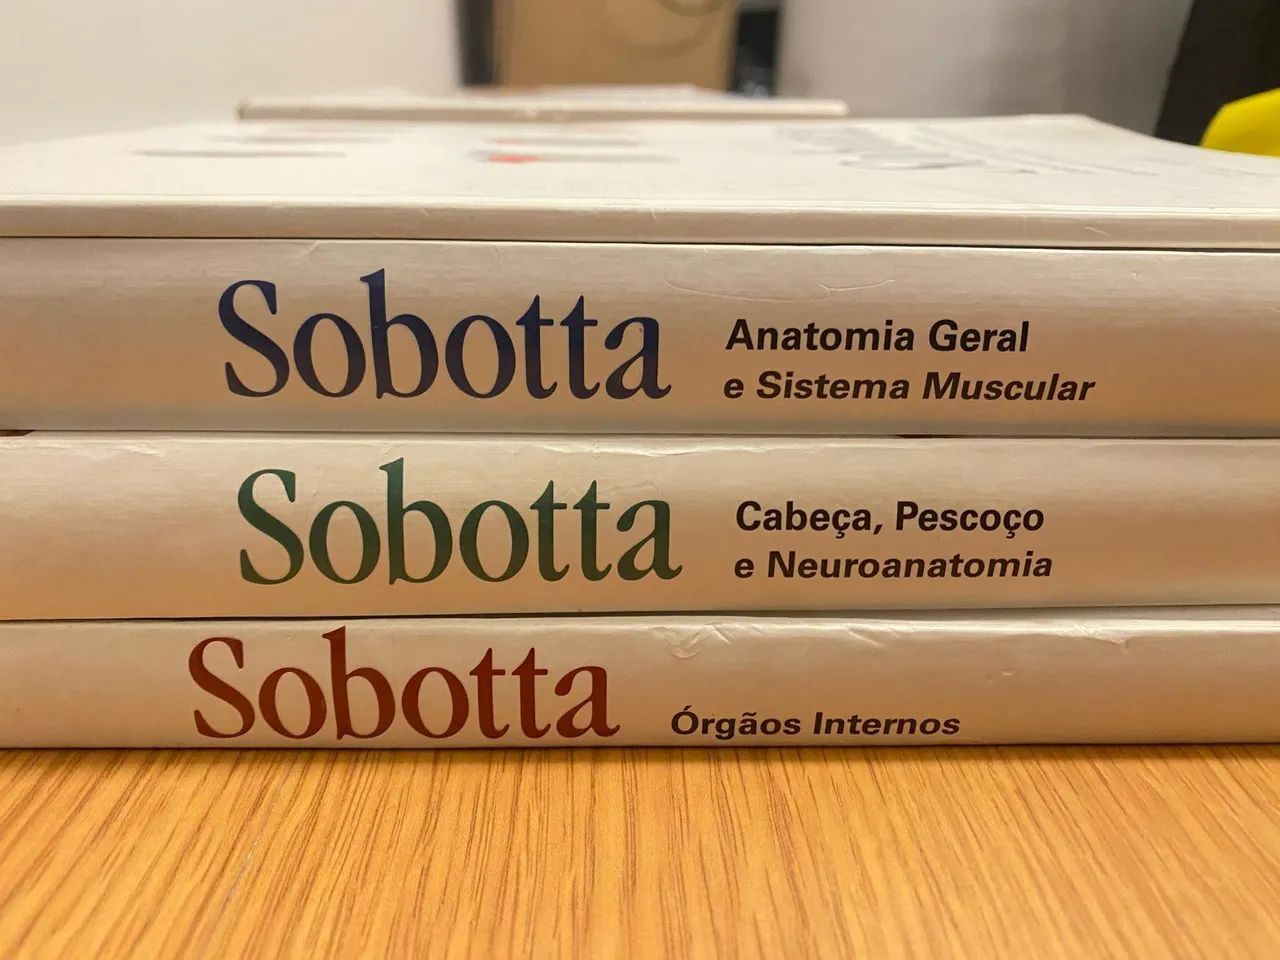 Sobotta
Anatomia Geral
e Sistema Muscular
Sobotta
Cabeça, Pescoço
e Neuroanatomia
Sobotta
Órgãos Internos